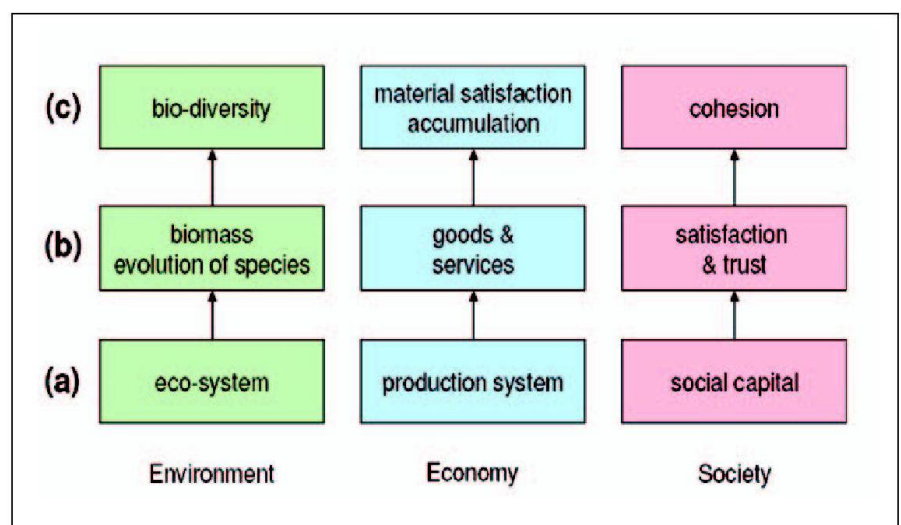 (c)
bio-diversity
material satisfaction
accumulation
cohesion
(b)
biomass
evolution of species
goods &
services
satisfaction
& trust
(a)
eco-system
production system
social capital
Environment
Economy
Society